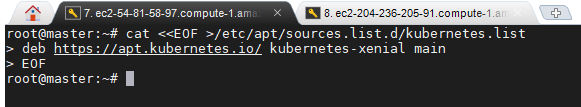 7. ec2-54-81-58-97.compute-1.ama
8. ec2-204-236-205-91.compute-1.am
root@master:~# cat <<EOF >/etc/apt/sources.list.d/kubernetes.list
> deb https://apt.kubernetes.io/ kubernetes-xenial main
> EOF
root@master:~#